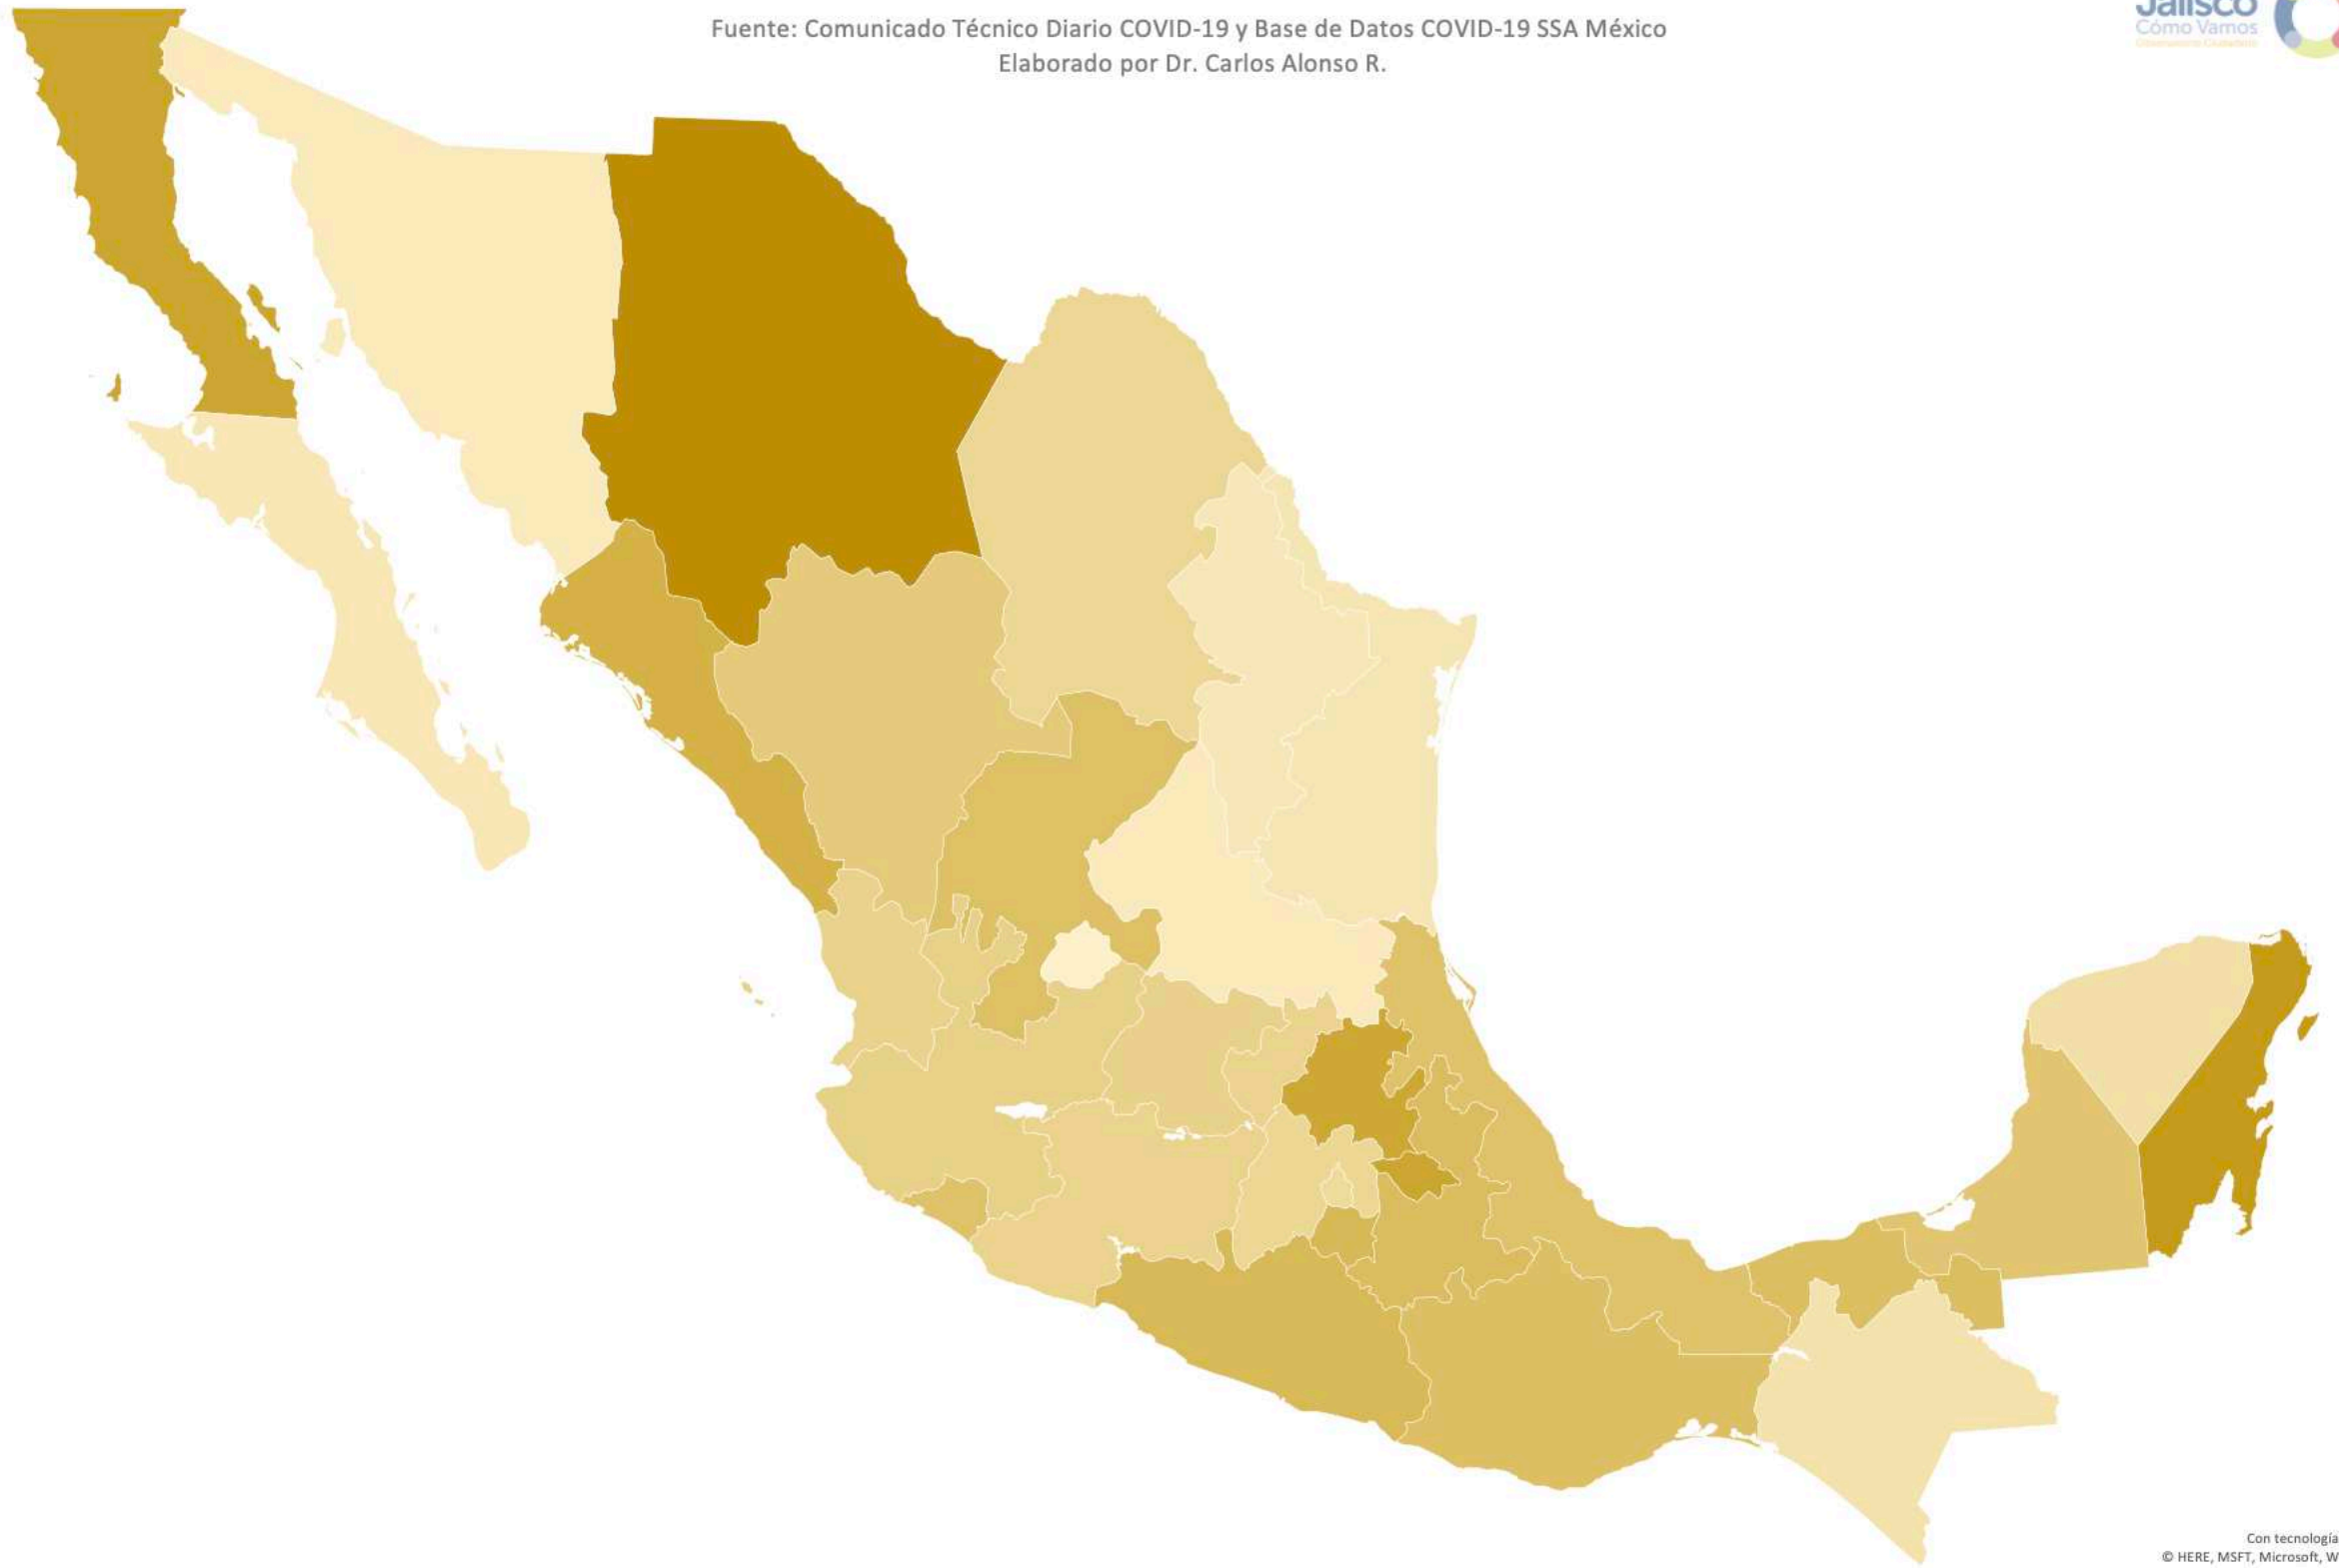 Fuente: Comunicado Técnico Diario COVID-19 y Base de Datos COVID-19 SSA México
Elaborado por Dr. Carlos Alonso R.
Jalisco
Cómo Vamos
Con tecnología
© HERE, MSFT, Microsoft, W